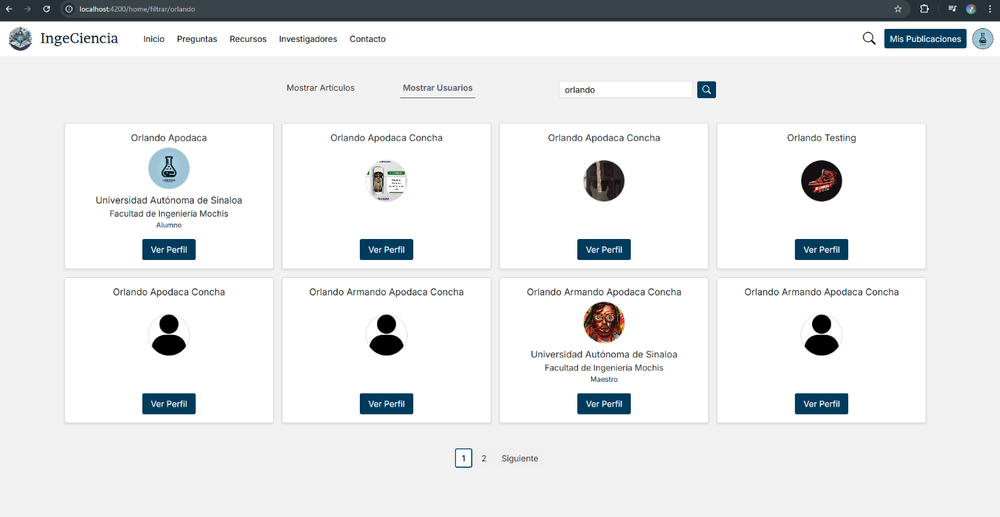 localhost:4200/home/filtrar/orlando
IngeCiencia
Inicio Preguntas Recursos Investigadores Contacto
Mis Publicaciones
Mostrar Artículos Mostrar Usuarios orlando
Orlando Apodaca
Universidad Autónoma de Sinaloa
Facultad de Ingeniería Mochis
Alumno
Ver Perfil
Orlando Apodaca Concha
Ver Perfil
Orlando Apodaca Concha
Ver Perfil
Orlando Testing
Ver Perfil
Orlando Apodaca Concha
Ver Perfil
Orlando Armando Apodaca Concha
Ver Perfil
Orlando Armando Apodaca Concha
Universidad Autónoma de Sinaloa
Facultad de Ingeniería Mochis
Maestro
Ver Perfil
Orlando Armando Apodaca Concha
Ver Perfil
1 2 Siguiente